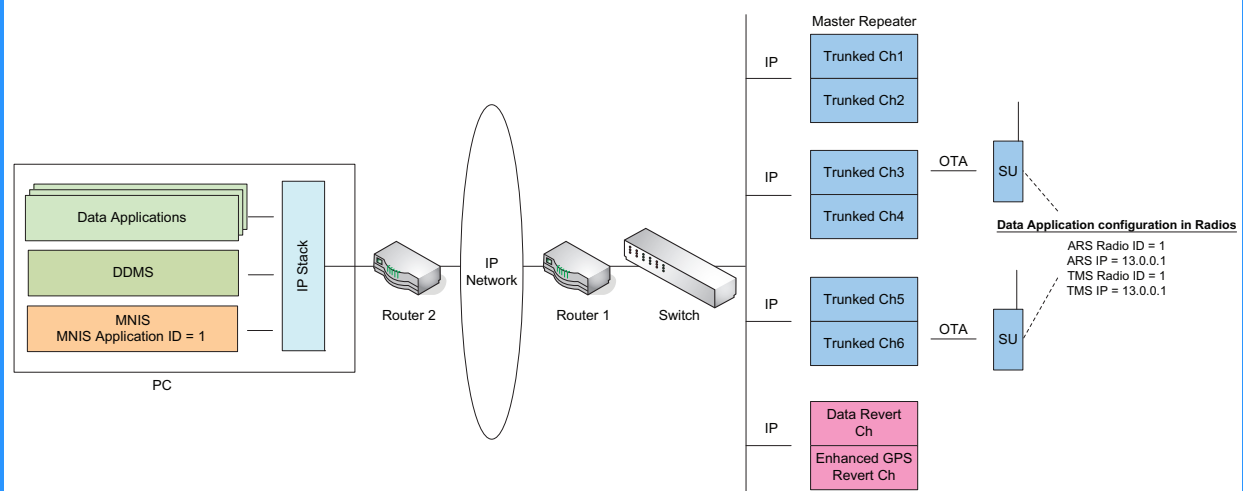 Master Repeater
IP
Trunked Ch1
Trunked Ch2
IP
Trunked Ch3
Trunked Ch4
OTA
SU
Data Applications
DDMS
MNIS
MNIS Application ID = 1
IP Stack
PC
Router 2
IP
Network
Router 1
Switch
Data Application configuration in Radios
ARS Radio ID = 1
ARS IP = 13.0.0.1
TMS Radio ID = 1
TMS IP = 13.0.0.1
IP
Trunked Ch5
Trunked Ch6
OTA
SU
IP
Data Revert
Ch
Enhanced GPS
Revert Ch